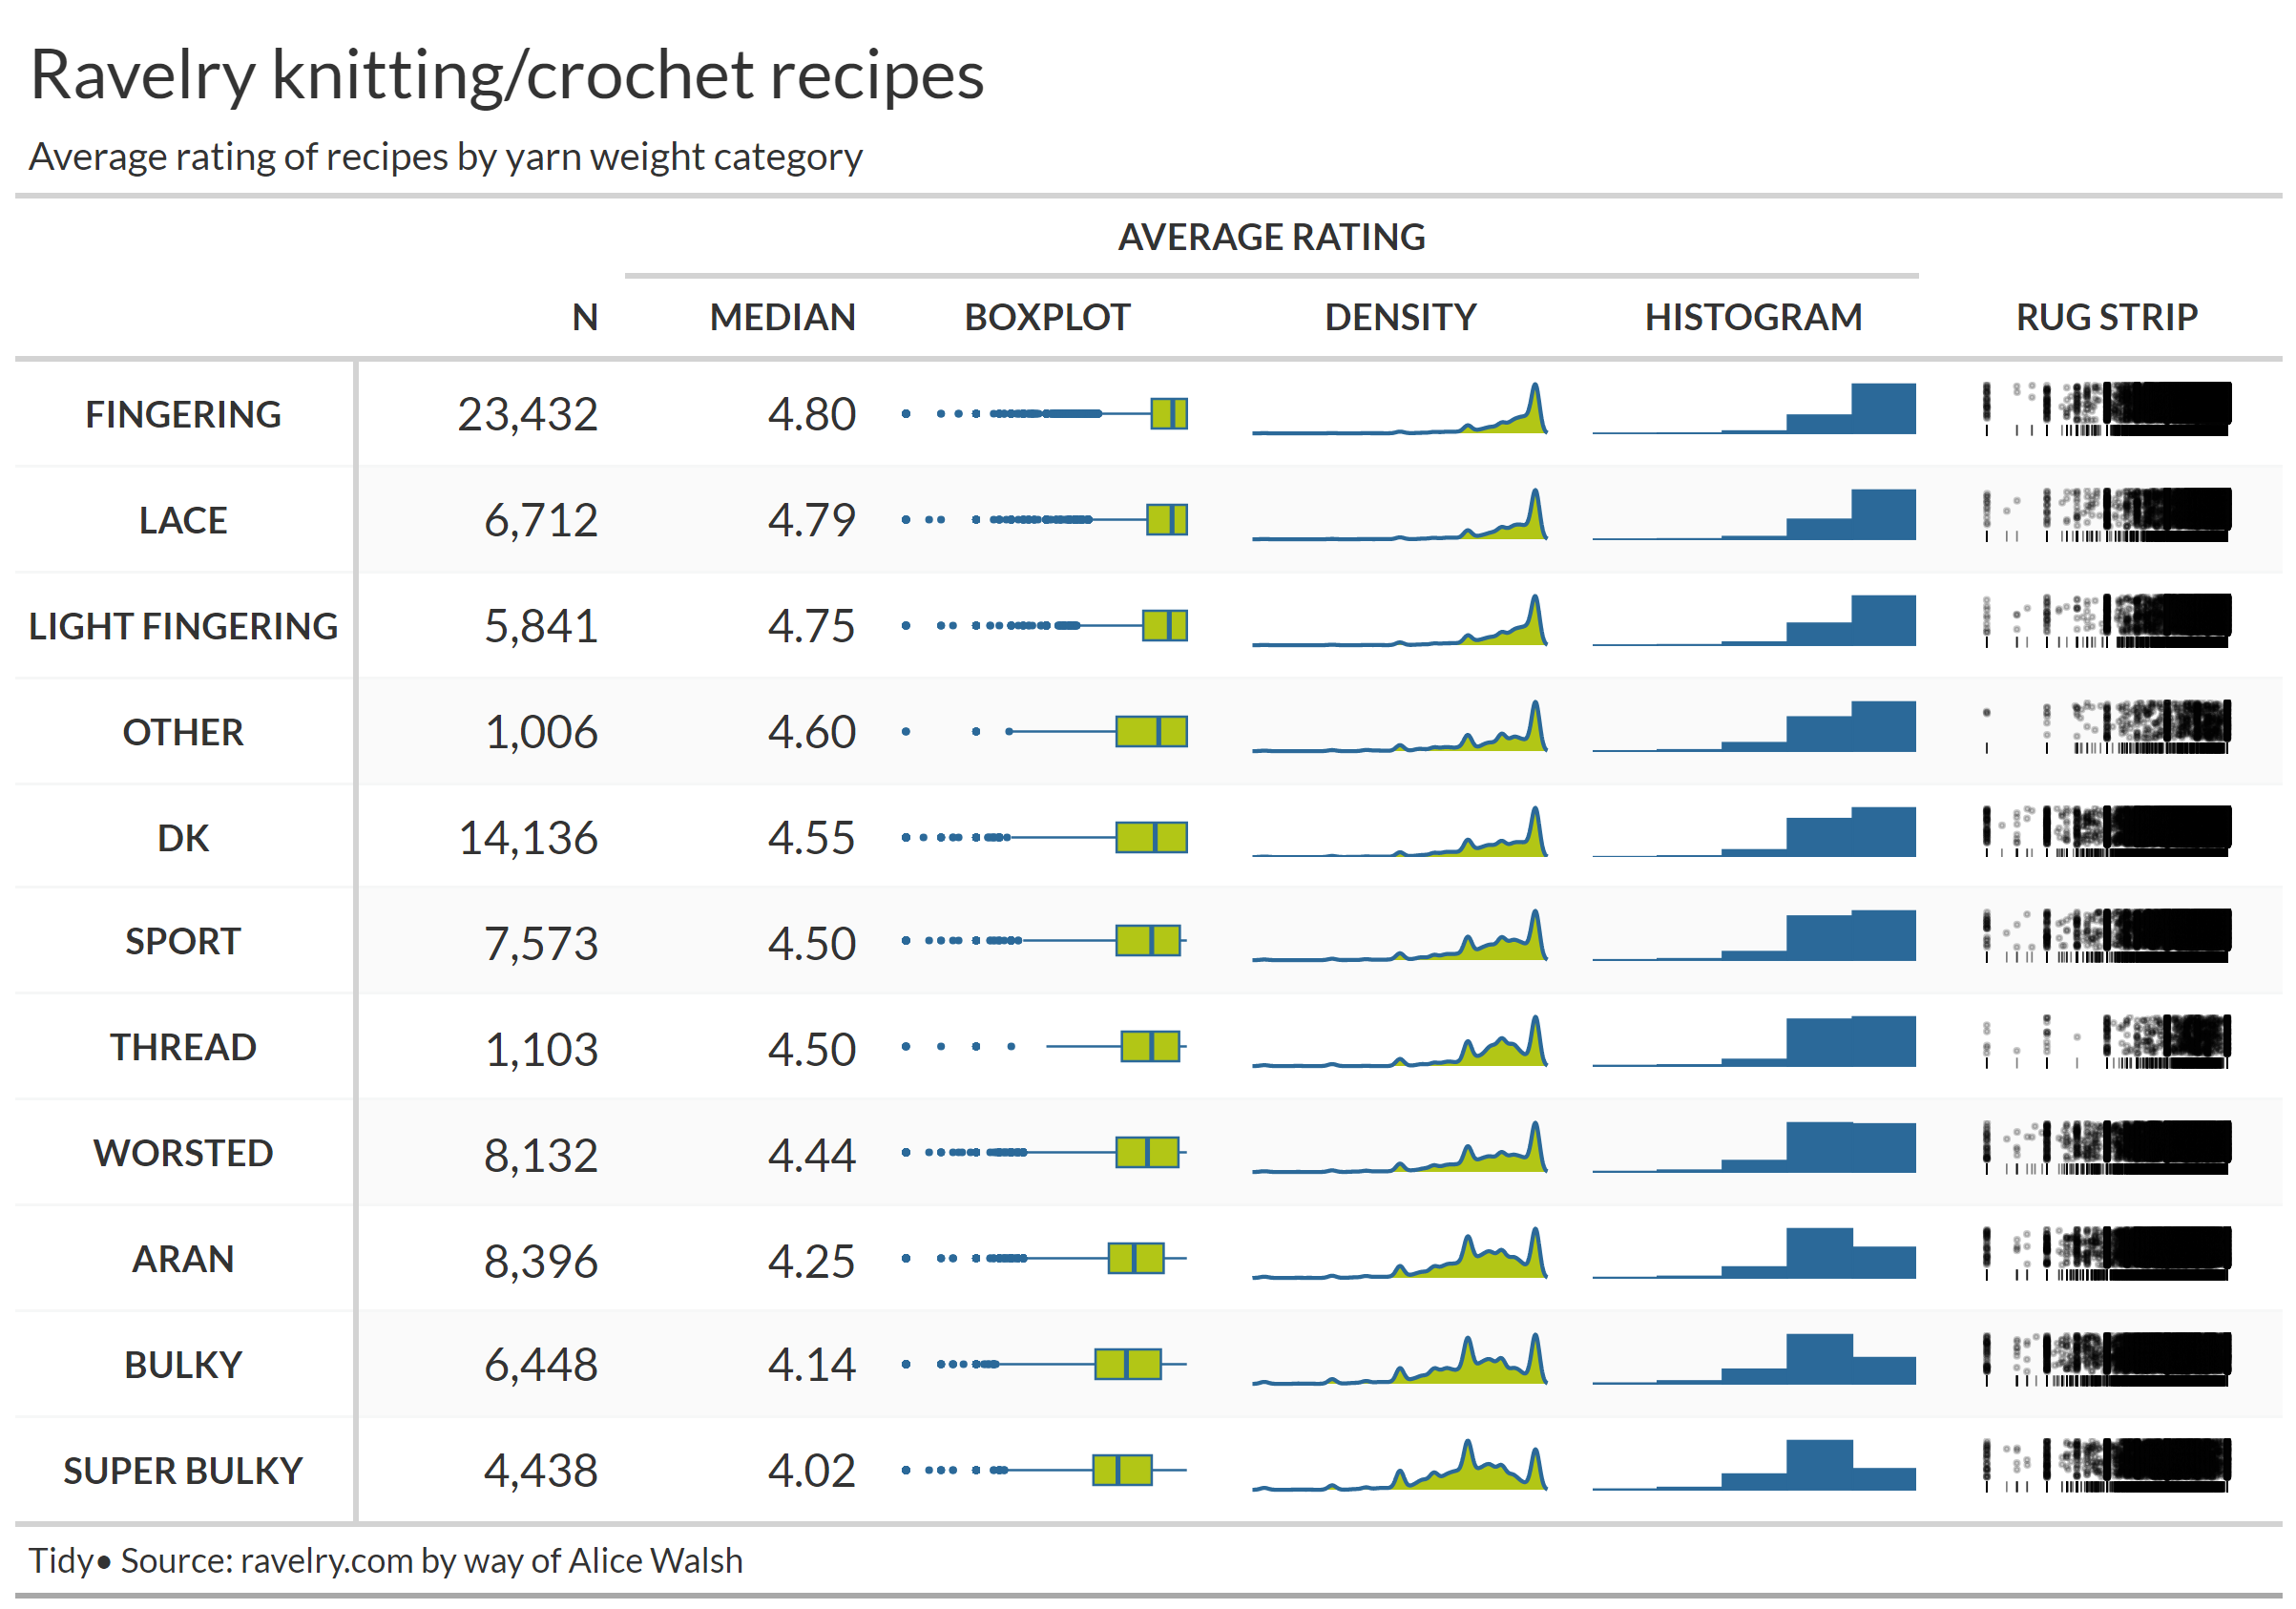 Ravelry knitting/crochet recipes
Average rating of recipes by yarn weight category
AVERAGE RATING
N MEDIAN BOXPLOT DENSITY HISTOGRAM RUG STRIP
FINGERING 23,432 4.80
LACE 6,712 4.79
LIGHT FINGERING 5,841 4.75
OTHER 1,006 4.60
DK 14,136 4.55
SPORT 7,573 4.50
THREAD 1,103 4.50
WORSTED 8,132 4.44
ARAN 8,396 4.25
BULKY 6,448 4.14
SUPER BULKY 4,438 4.02
Tidy• Source: ravelry.com by way of Alice Walsh